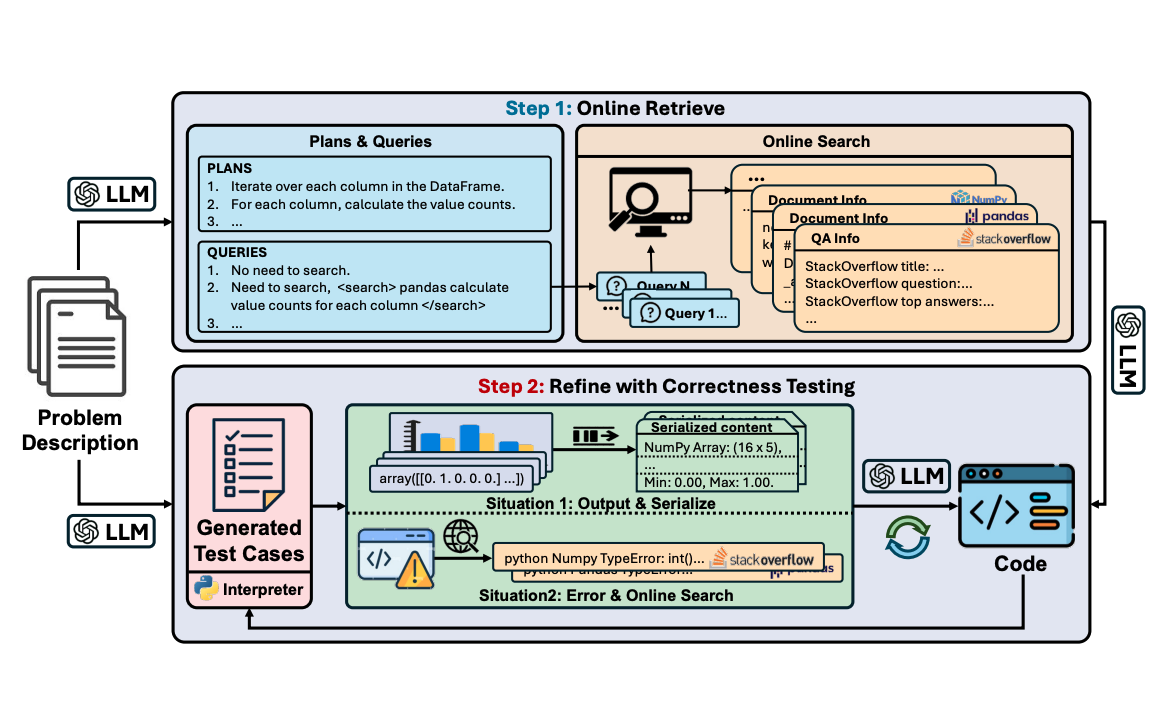 Step 1: Online Retrieve
Plans & Queries
PLANS
1. Iterate over each column in the DataFrame.
2. For each column, calculate the value counts.
3. ...
QUERIES
1. No need to search.
2. Need to search, <search> pandas calculate
value counts for each column </search>
3. ...
Online Search
...
Document Info
NumPy
Document Info
pandas
QA Info
stackoverflow
StackOverflow title: ...
StackOverflow question:...
StackOverflow top answers:...
...
Query N
...
Query 1...
LLM
LLM
LLM
Problem
Description
Step 2: Refine with Correctness Testing
Generated
Test Cases
Interpreter
array([[0. 1. 0. 0. 0.] ...])
Serialized content
Serialized content
NumPy Array: (16 x 5),
...
Min: 0.00, Max: 1.00.
Situation 1: Output & Serialize
python Numpy TypeError: int()...
stackoverflow
python Pandas TypeError...
pandas
Situation2: Error & Online Search
LLM
</>
</>
Code